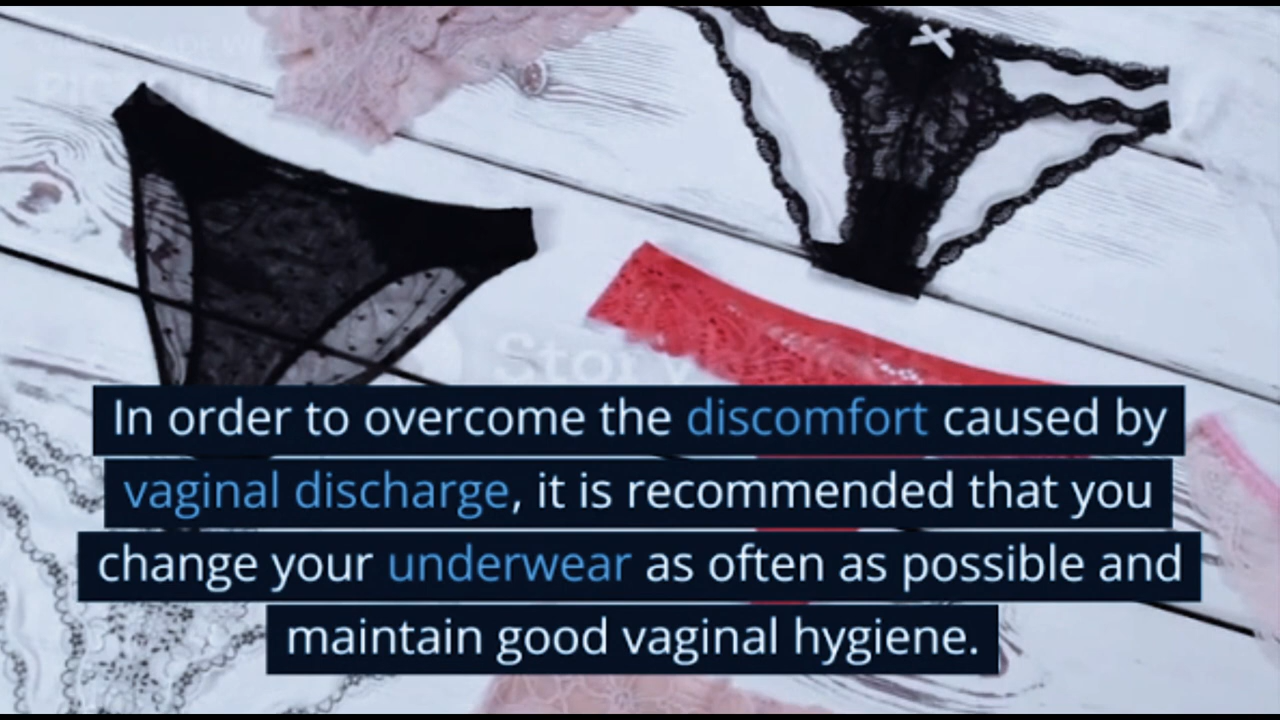 In order to overcome the discomfort caused by
vaginal discharge, it is recommended that you
change your underwear as often as possible and
maintain good vaginal hygiene.